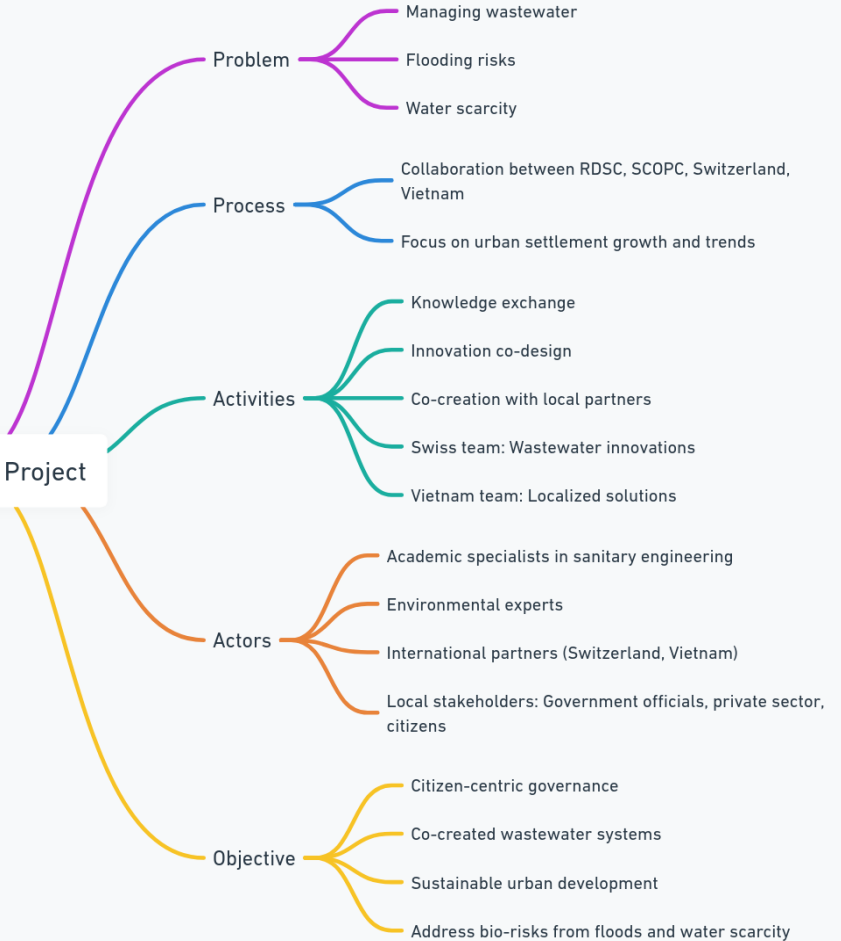 Project
Problem
Managing wastewater
Flooding risks
Water scarcity
Process
Collaboration between RDSC, SCOPC, Switzerland,
Vietnam
Focus on urban settlement growth and trends
Activities
Knowledge exchange
Innovation co-design
Co-creation with local partners
Swiss team: Wastewater innovations
Vietnam team: Localized solutions
Actors
Academic specialists in sanitary engineering
Environmental experts
International partners (Switzerland, Vietnam)
Local stakeholders: Government officials, private sector,
citizens
Objective
Citizen-centric governance
Co-created wastewater systems
Sustainable urban development
Address bio-risks from floods and water scarcity